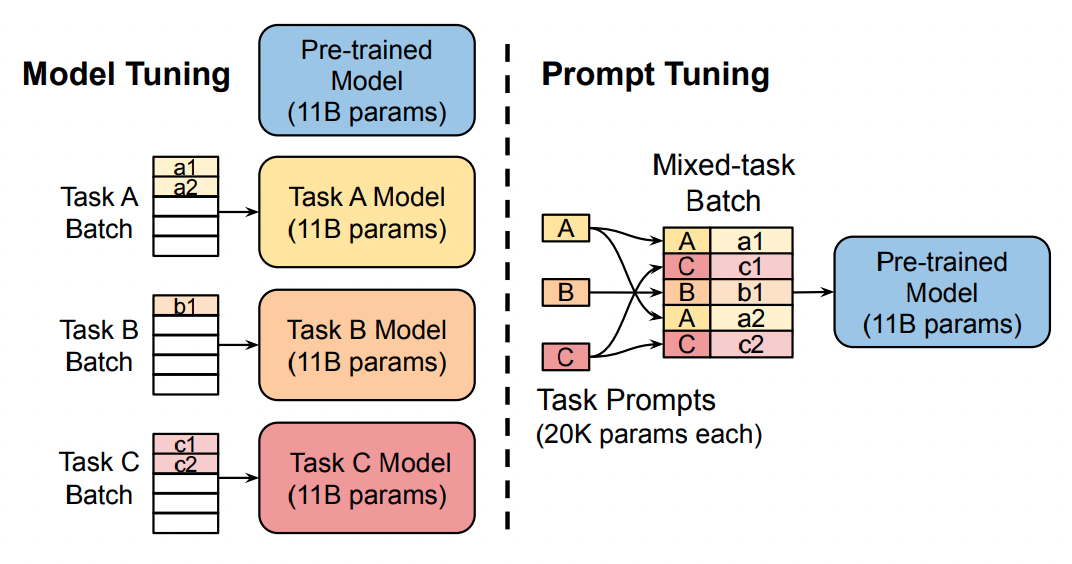 Model Tuning
Pre-trained
Model
(11B params)
a1
a2
Task A
Batch
Task A Model
(11B params)
b1
Task B
Batch
Task B Model
(11B params)
c1
c2
Task C
Batch
Task C Model
(11B params)
Prompt Tuning
Mixed-task
Batch
A
B
C
A a1
C c1
B b1
A a2
C c2
Pre-trained
Model
(11B params)
Task Prompts
(20K params each)